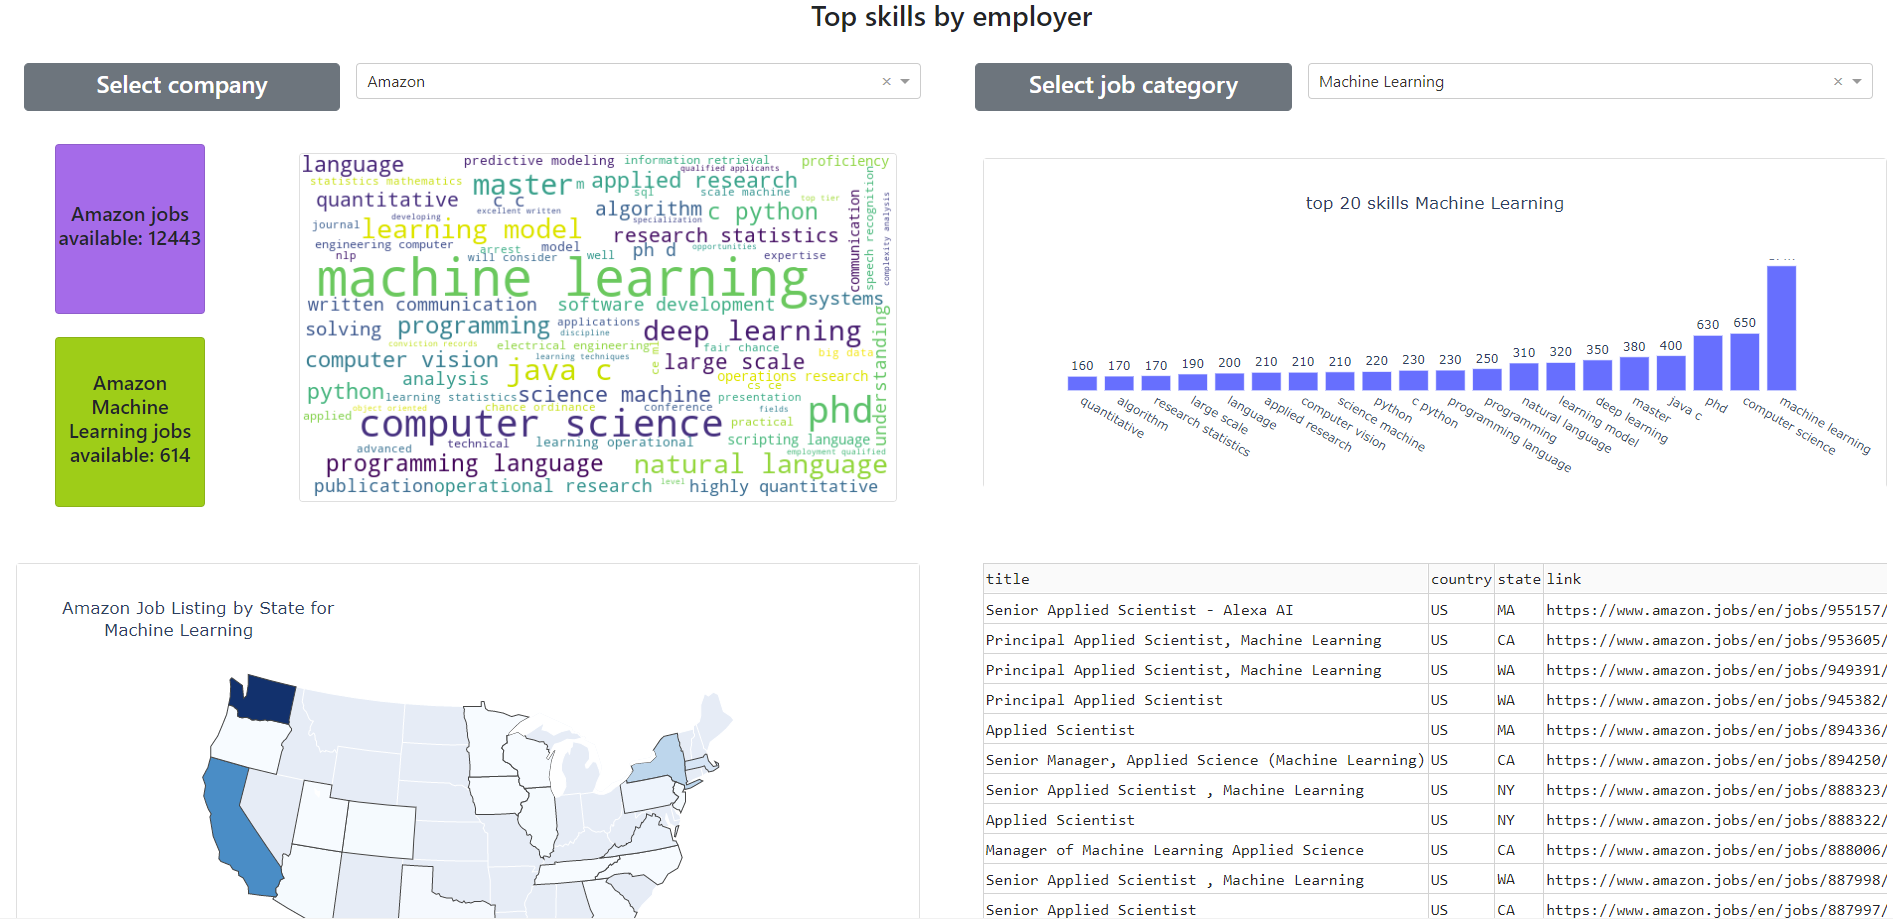 Top skills by employer
Select company
Amazon
×
Select job category
Machine Learning
×
Amazon jobs
available: 12443
Amazon
Machine
Learning jobs
available: 614
language
predictive modeling
information retrieval
proficiency
qualified applicants
statistics mathematics
master
m
applied research
sql
scale machine
quantitative
c c
top tier
excellent written
algorithm
c python
developing
specialization
journal
learning model
research statistics
communication
speech recognition
complexity analysis
engineering computer
arrest
model
ph d
opportunities
nlp
will consider
well
expertise
machine learning
written communication
software development
systems
solving
programming
applications
discipline
deep learning
understanding
conviction records
electrical engineering
fair chance
big data
computer vision
learning techniques
ce ml
large scale
analysis
java c
operations research
cs ce
python
learning statistics
science machine
presentation
object oriented
chance ordinance
conference
fields
applied
computer science
practical
phd
technical
learning operational
scripting language
advanced
employment qualified
programming language
natural language
publication
operational research
level
highly quantitative
top 20 skills Machine Learning
160
170
170
190
200
210
210
210
220
230
230
250
310
320
350
380
400
630
650
quantitative
algorithm
research statistics
large scale
language
applied research
computer vision
science machine
python
c python
programming language
programming
natural language
learning model
deep learning
master
java c
phd
computer science
machine learning
Amazon Job Listing by State for
Machine Learning
title country state link
Senior Applied Scientist - Alexa AI US MA https://www.amazon.jobs/en/jobs/955157/
Principal Applied Scientist, Machine Learning US CA https://www.amazon.jobs/en/jobs/953605/
Principal Applied Scientist, Machine Learning US WA https://www.amazon.jobs/en/jobs/949391/
Principal Applied Scientist US WA https://www.amazon.jobs/en/jobs/945382/
Applied Scientist US MA https://www.amazon.jobs/en/jobs/894336/
Senior Manager, Applied Science (Machine Learning) US CA https://www.amazon.jobs/en/jobs/894250/
Senior Applied Scientist , Machine Learning US NY https://www.amazon.jobs/en/jobs/888323/
Applied Scientist US NY https://www.amazon.jobs/en/jobs/888322/
Manager of Machine Learning Applied Science US CA https://www.amazon.jobs/en/jobs/888006/
Senior Applied Scientist , Machine Learning US WA https://www.amazon.jobs/en/jobs/887998/
Senior Applied Scientist US CA https://www.amazon.jobs/en/jobs/887997/